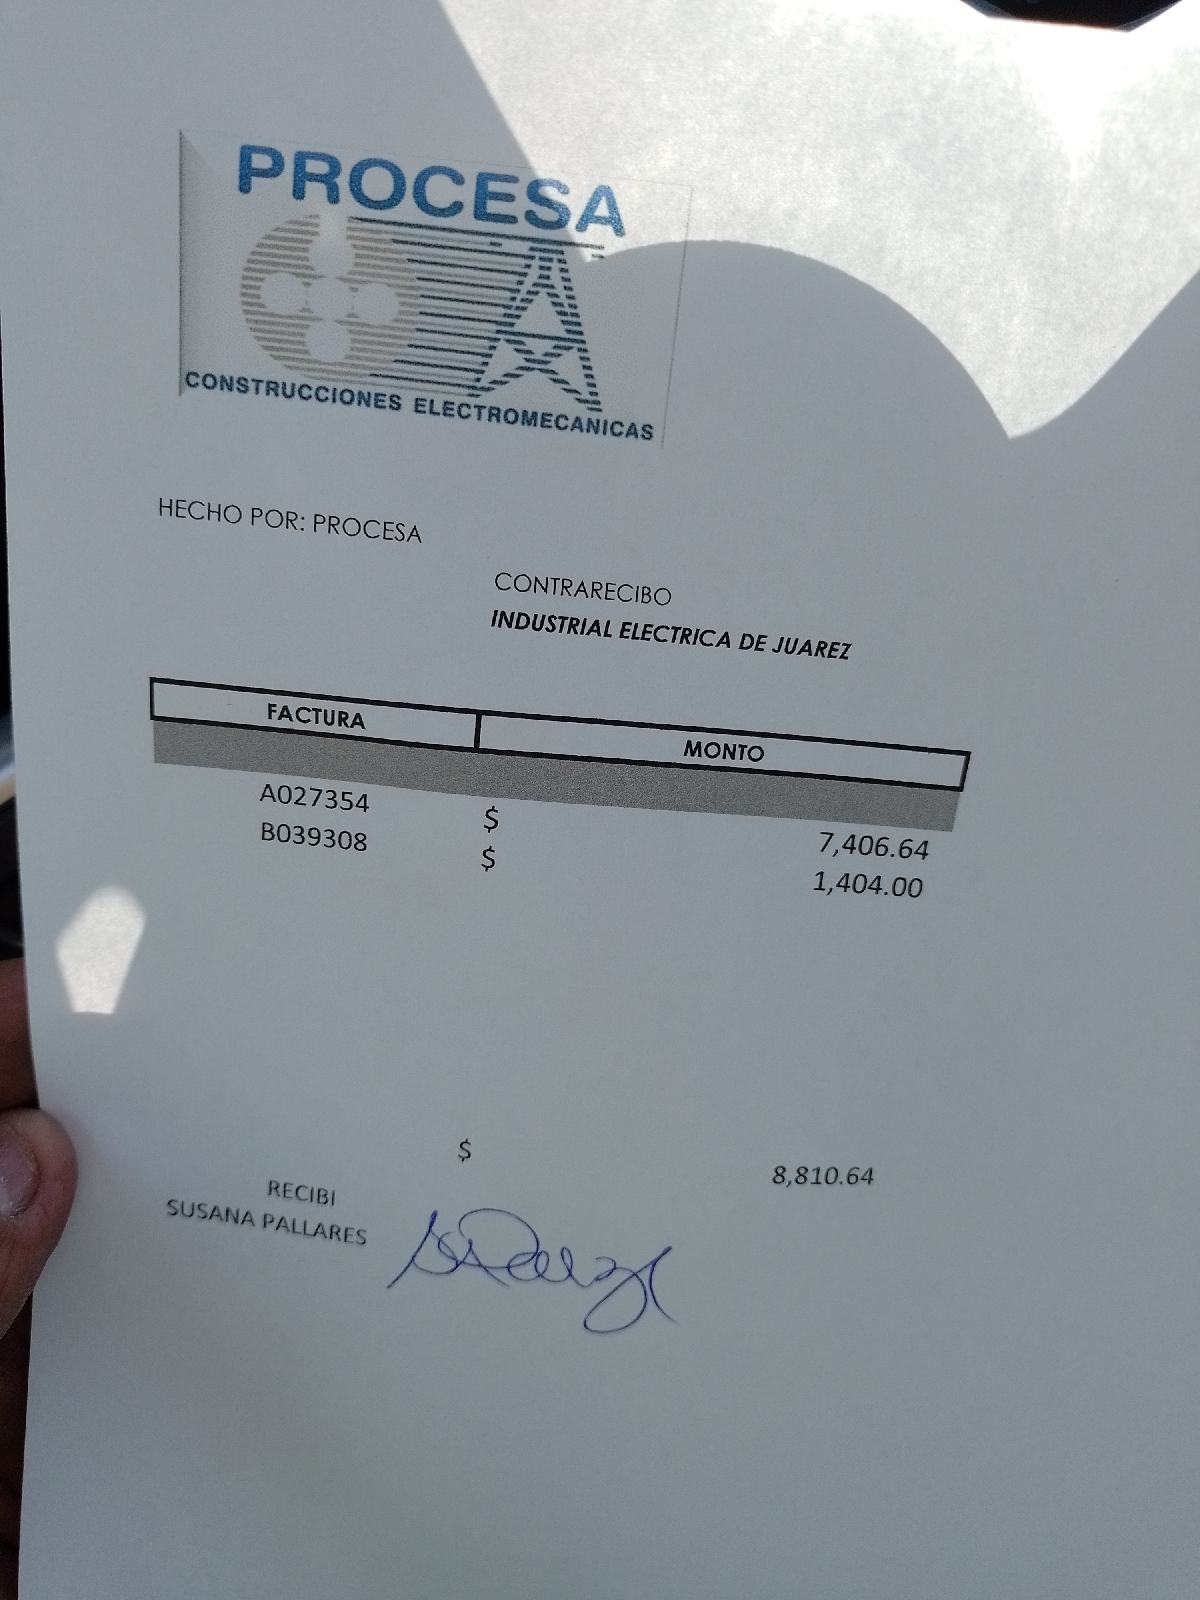 PROCESA
CONSTRUCCIONES ELECTROMECANICAS
HECHO POR: PROCESA
CONTRARECIBO
INDUSTRIAL ELECTRICA DE JUAREZ
FACTURA MONTO
A027354 $ 7,406.64
B039308 $ 1,404.00
$ 8,810.64
RECIBI
SUSANA PALLARES